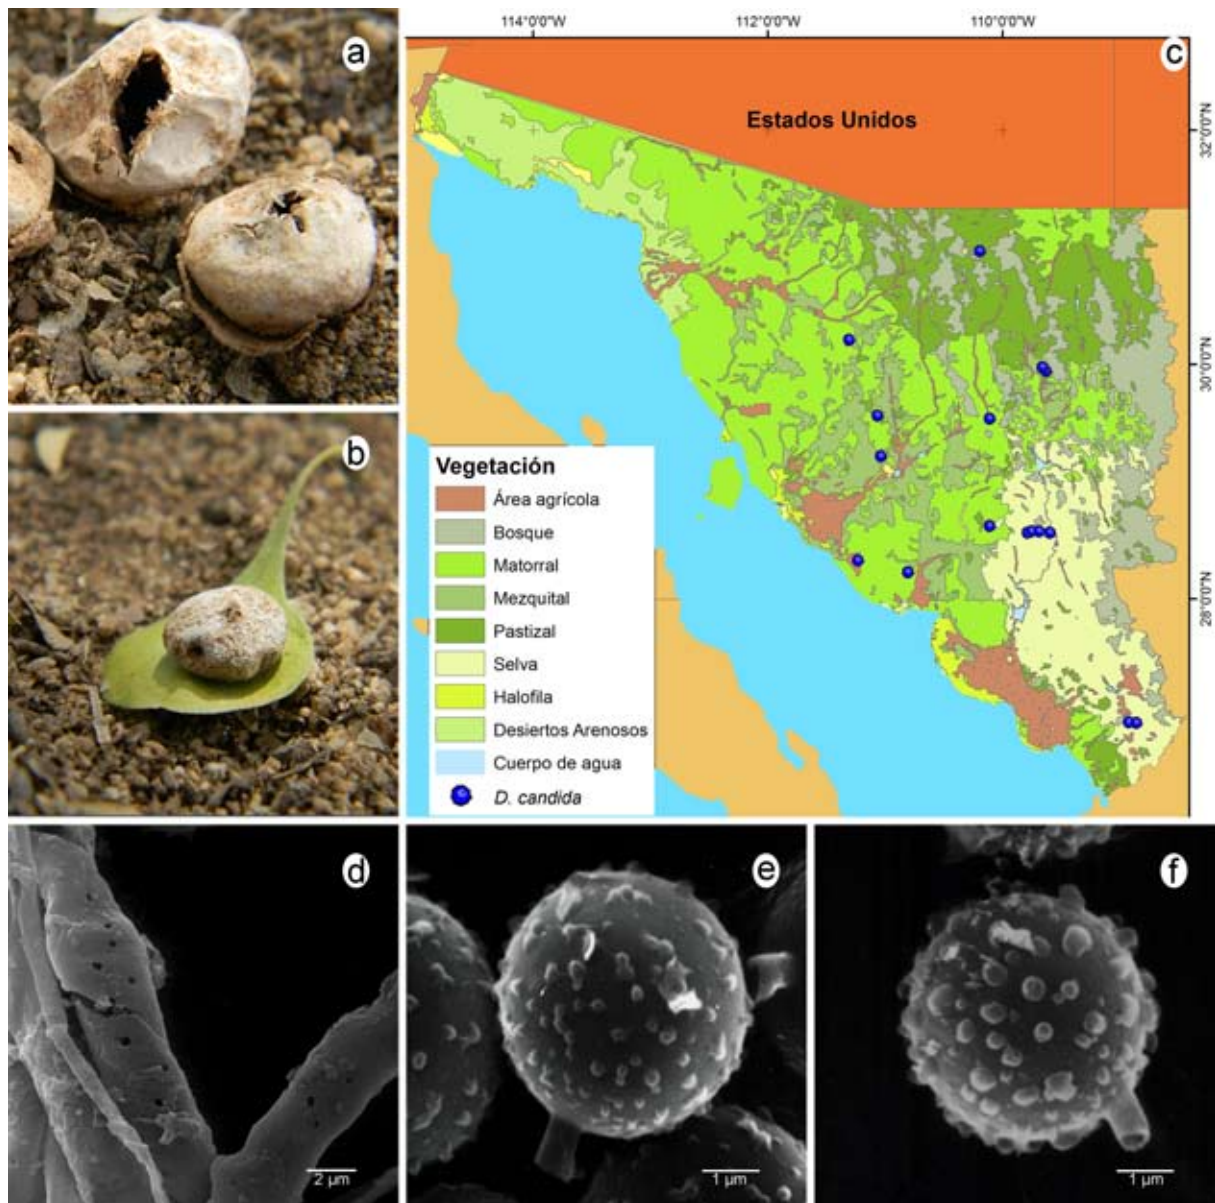 a
114°0'0"W
112°0'0"W
110°0'0"W
c
Estados Unidos
32°0'0"N
30°0'0"N
28°0'0"N
b
Vegetación
Área agrícola
Bosque
Matorral
Mezquital
Pastizal
Selva
Halofila
Desiertos Arenosos
Cuerpo de agua
D. candida
d
2 µm
e
1 µm
f
1 µm